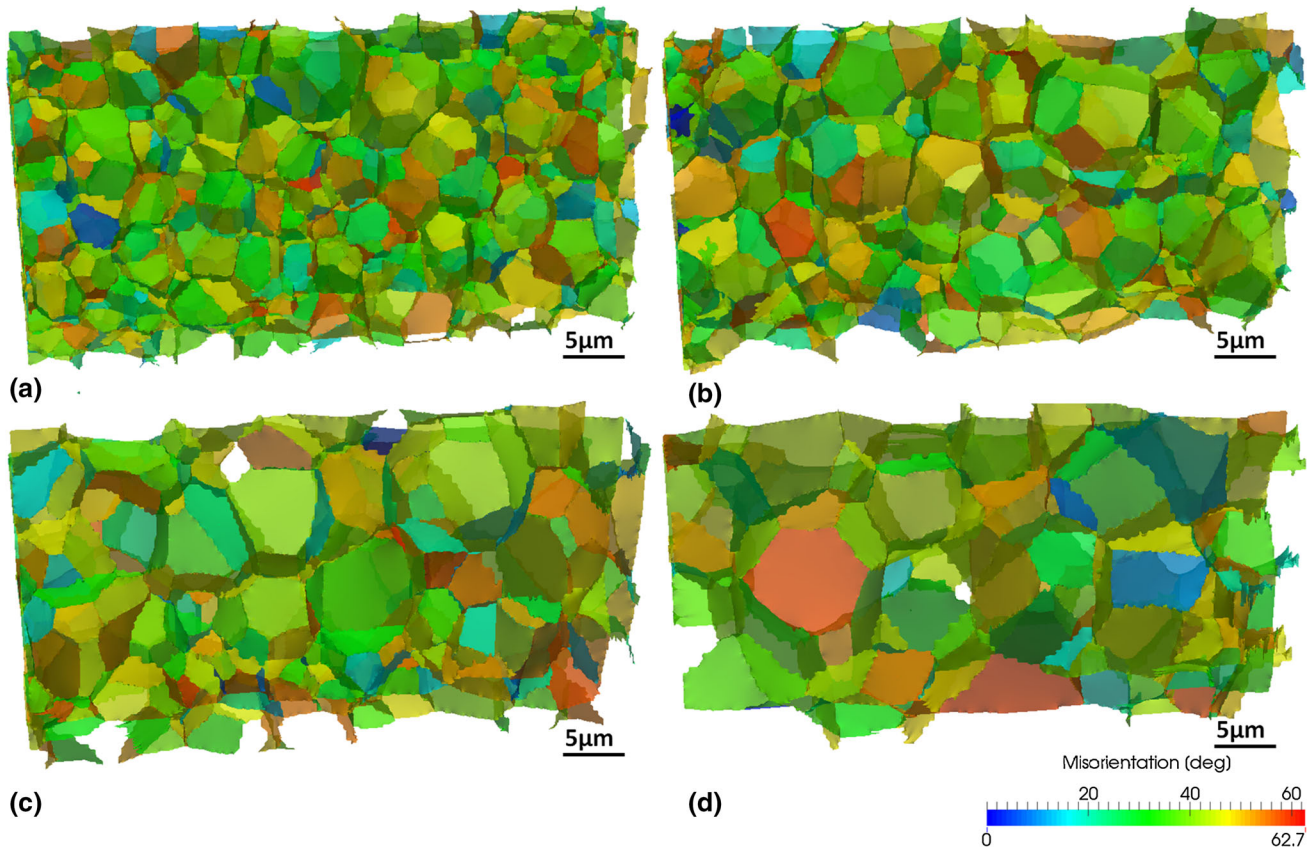 5μm
5μm
(a)
(b)
5μm
5μm
Misorientation (deg)
20 40 60
0 62.7
(c)
(d)